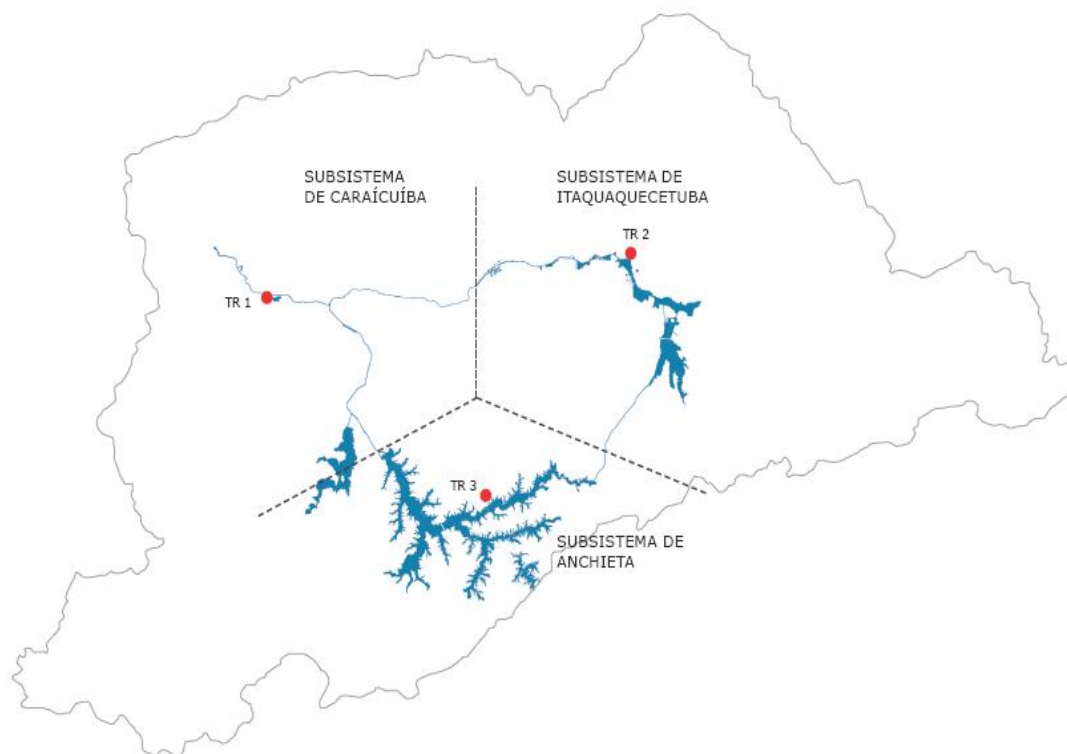 SUBSISTEMA
DE CARAÍCUÍBA
SUBSISTEMA DE
ITAQUAQUECETUBA
TR 2
TR 1
TR 3
SUBSISTEMA DE
ANCHIETA